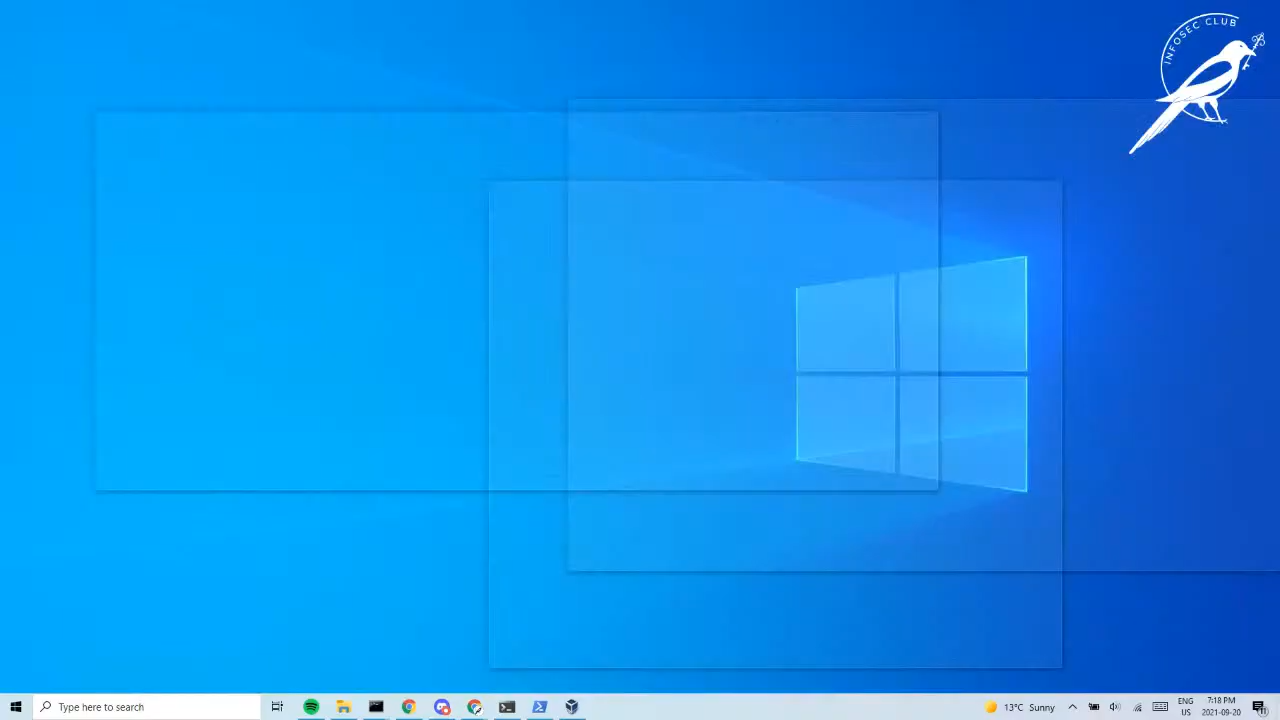 INFOSEC CLUB
Type here to search
13°C Sunny
ENG
US
7:18 PM
2021-09-20